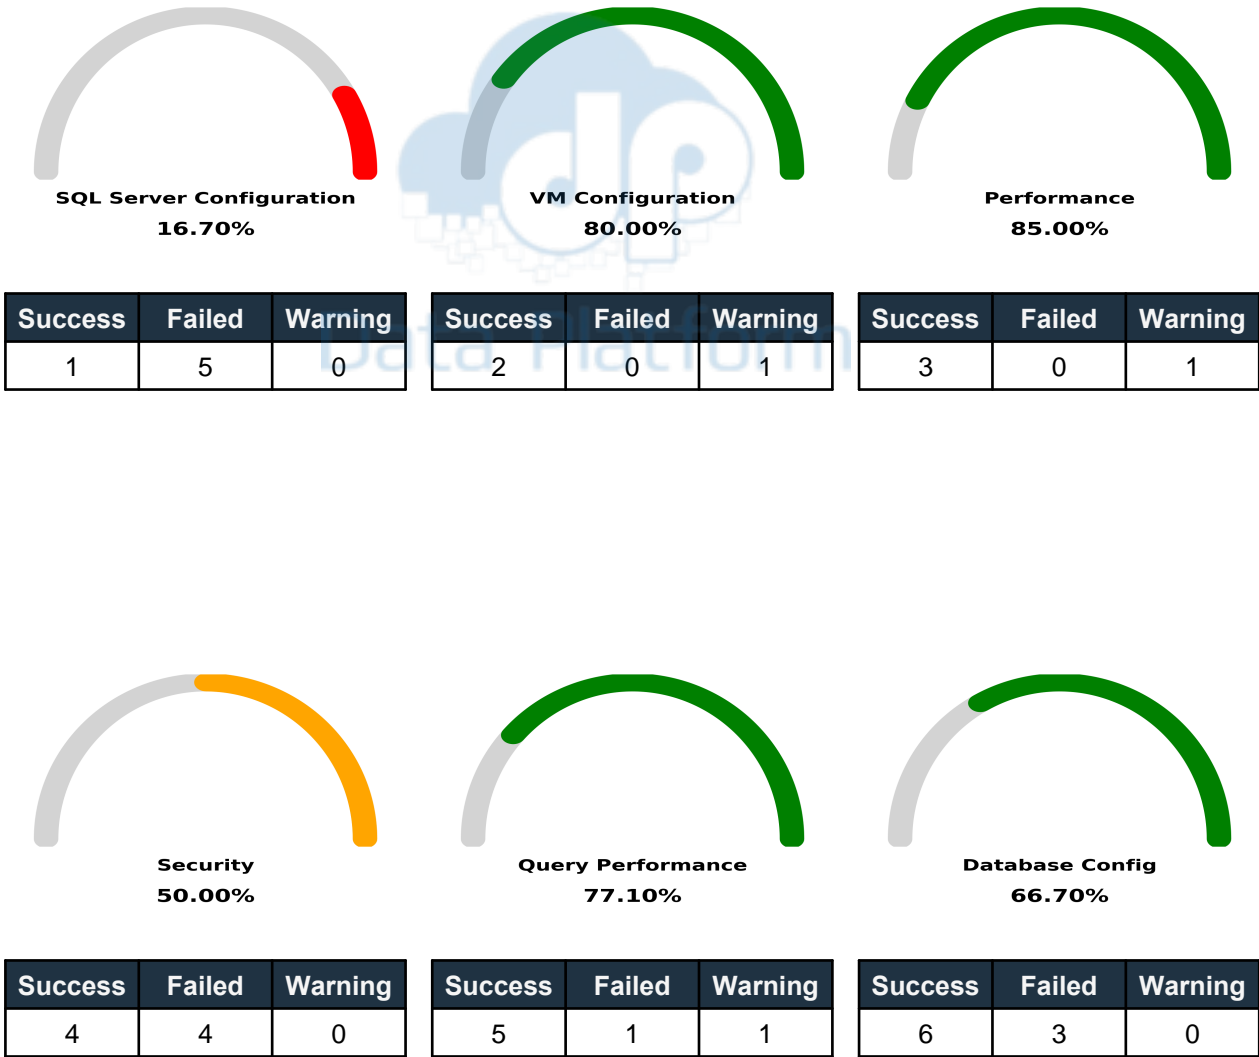 SQL Server Configuration
16.70%
VM Configuration
80.00%
Performance
85.00%
Success Failed Warning
1 5 0
Success Failed Warning
2 0 1
Success Failed Warning
3 0 1
dp
Data Platform
Security
50.00%
Query Performance
77.10%
Database Config
66.70%
Success Failed Warning
4 4 0
Success Failed Warning
5 1 1
Success Failed Warning
6 3 0